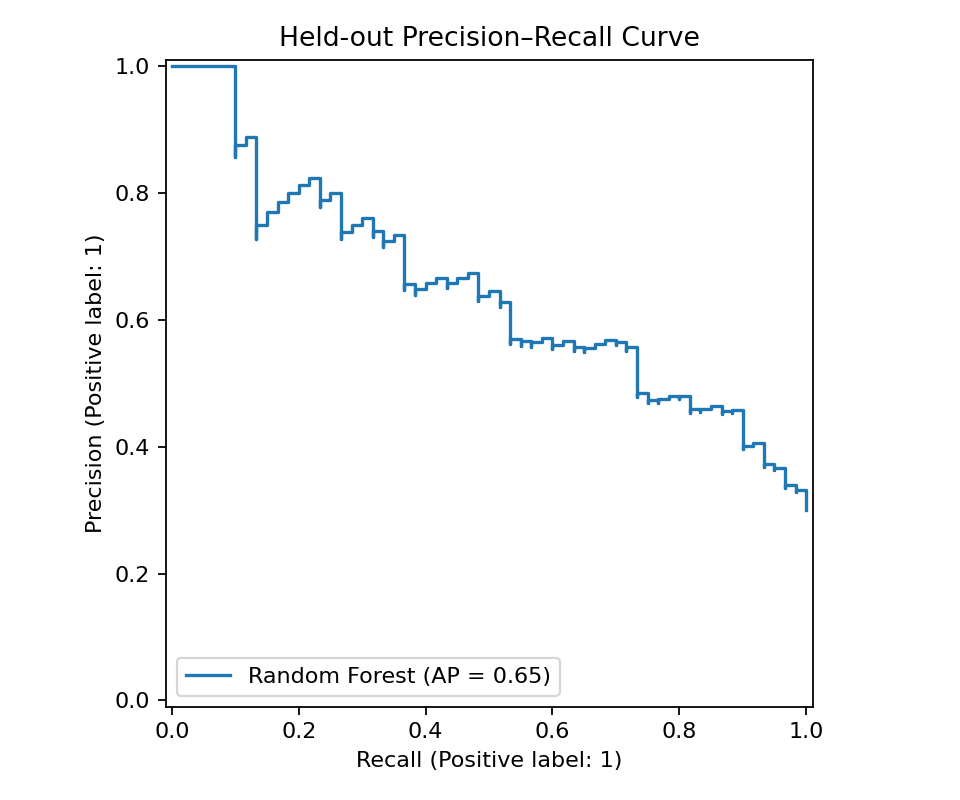 Held-out Precision–Recall Curve
Precision (Positive label: 1)
1.0
0.8
0.6
0.4
0.2
0.0
Random Forest (AP = 0.65)
0.0 0.2 0.4 0.6 0.8 1.0
Recall (Positive label: 1)